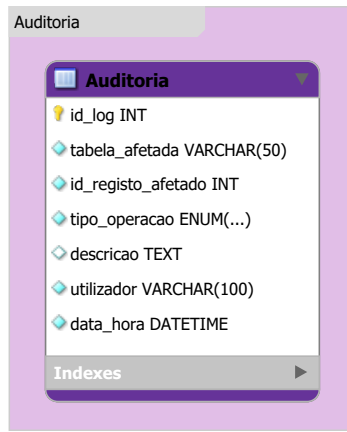 Auditoria
Auditoria
id_log INT
tabela_afetada VARCHAR(50)
id_registo_afetado INT
tipo_operacao ENUM(...)
descricao TEXT
utilizador VARCHAR(100)
data_hora DATETIME
Indexes